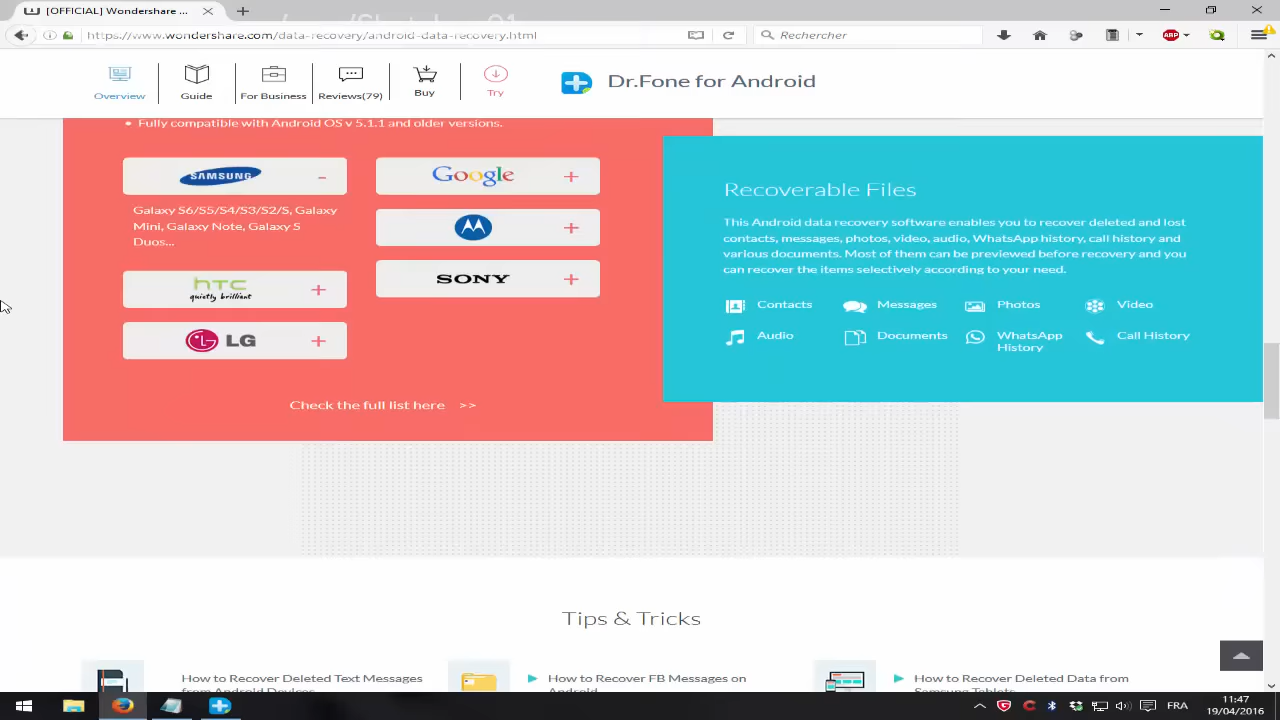 [OFFICIAL] Wondershare ...
https://www.wondershare.com/data-recovery/android-data-recovery.html
Rechercher
ABP
Overview
Guide
For Business
Reviews(79)
Buy
Try
Dr.Fone for Android
Fully compatible with Android OS v 5.1.1 and older versions.
SAMSUNG
Galaxy S6/S5/S4/S3/S2/S, Galaxy
Mini, Galaxy Note, Galaxy S
Duos...
Google
hTC
quietly brilliant
SONY
LG
Check the full list here >>
Recoverable Files
This Android data recovery software enables you to recover deleted and lost
contacts, messages, photos, video, audio, WhatsApp history, call history and
various documents. Most of them can be previewed before recovery and you
can recover the items selectively according to your need.
Contacts
Messages
Photos
Video
Audio
Documents
WhatsApp
History
Call History
Tips & Tricks
How to Recover Deleted Text Messages
from Android Devices
How to Recover FB Messages on
Android
How to Recover Deleted Data from
Samsung Tablets
FRA
11:47
19/04/2016